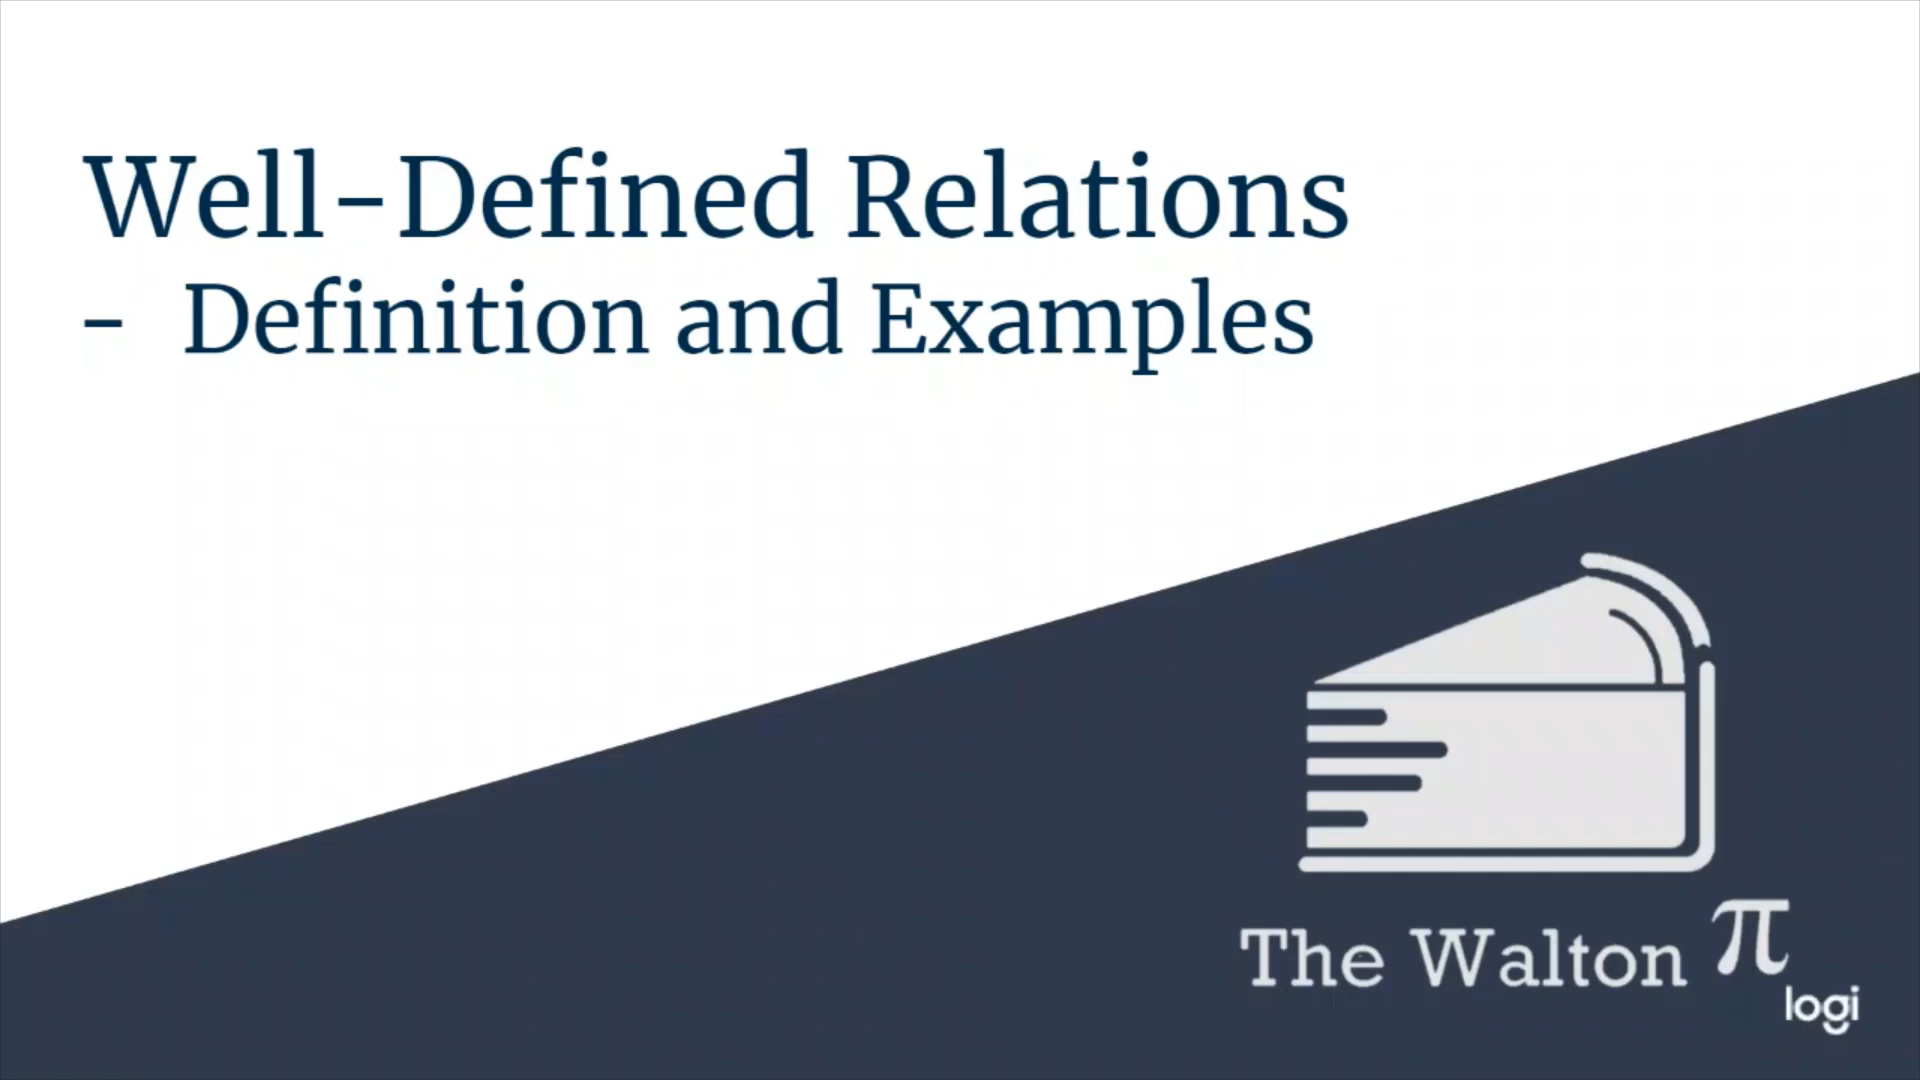 Well-Defined Relations
- Definition and Examples
The Walton π
logi